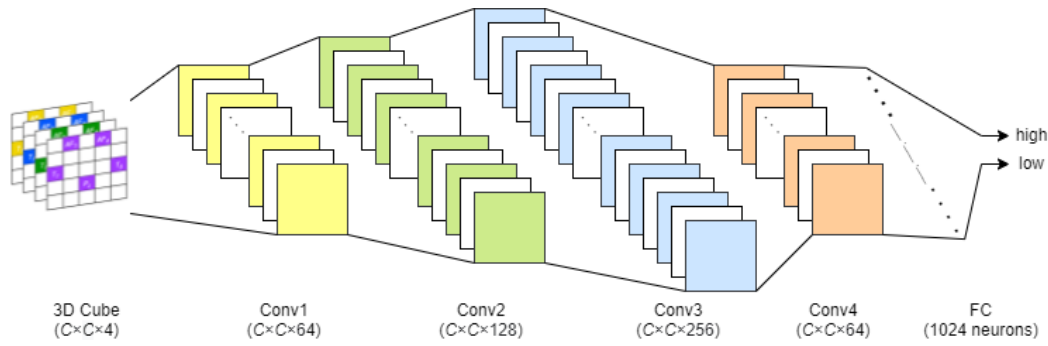 high
low
3D Cube
(C×C×4)
Conv1
(C×C×64)
Conv2
(C×C×128)
Conv3
(C×C×256)
Conv4
(C×C×64)
FC
(1024 neurons)